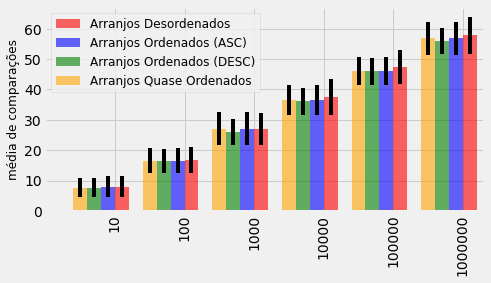 Arranjos Desordenados
Arranjos Ordenados (ASC)
Arranjos Ordenados (DESC)
Arranjos Quase Ordenados
média de comparações
60
50
40
30
20
10
0
10
100
1000
10000
100000
1000000